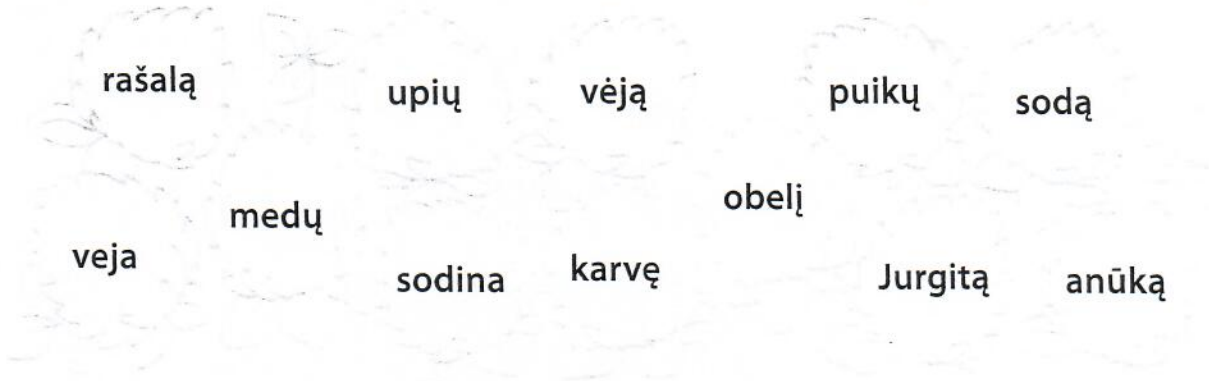 rašalą
upių
vėją
puikų
sodą
obelį
medų
veja
sodina
karvę
Jurgitą
anūką